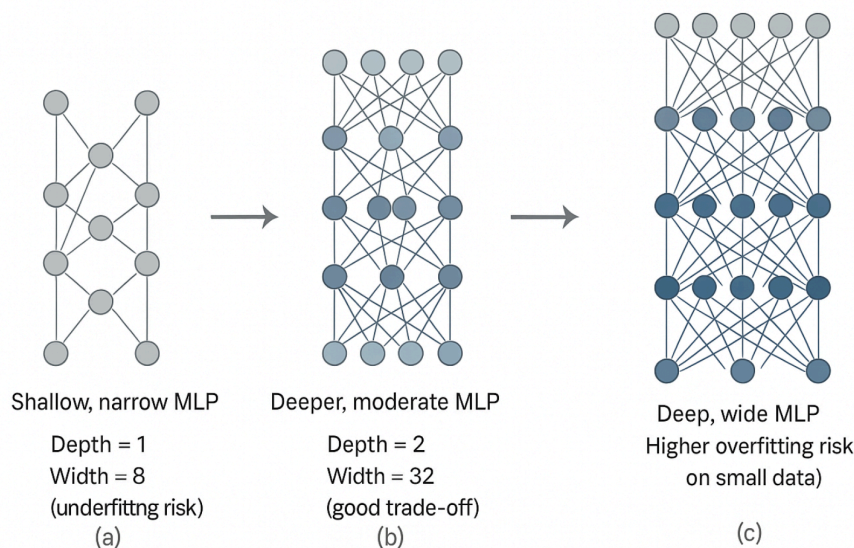 Shallow, narrow MLP
Depth = 1
Width = 8
(underfittng risk)
(a)
Deeper, moderate MLP
Depth = 2
Width = 32
(good trade-off)
(b)
Deep, wide MLP
Higher overfitting risk
on small data)
(c)